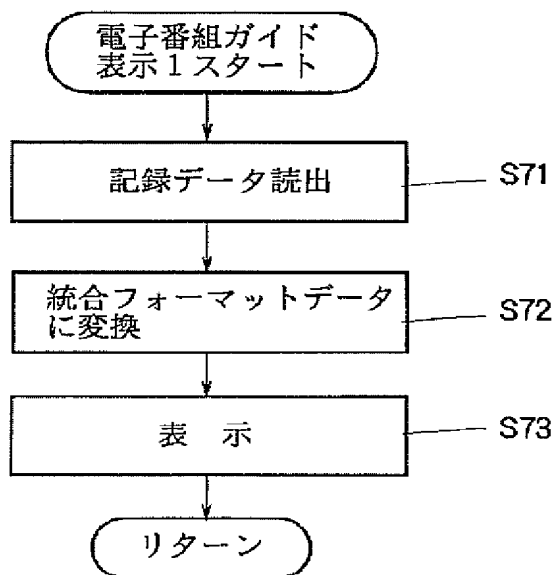 電子番組ガイド
表示1スタート
記録データ読出
S71
統合フォーマットデータ
に変換
S72
表 示
S73
リターン